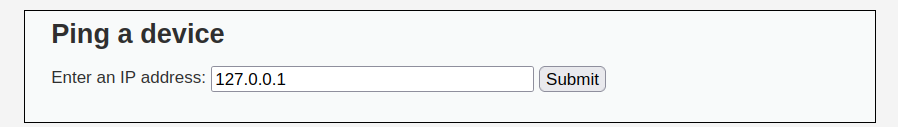 Ping a device
Enter an IP address: 127.0.0.1 Submit